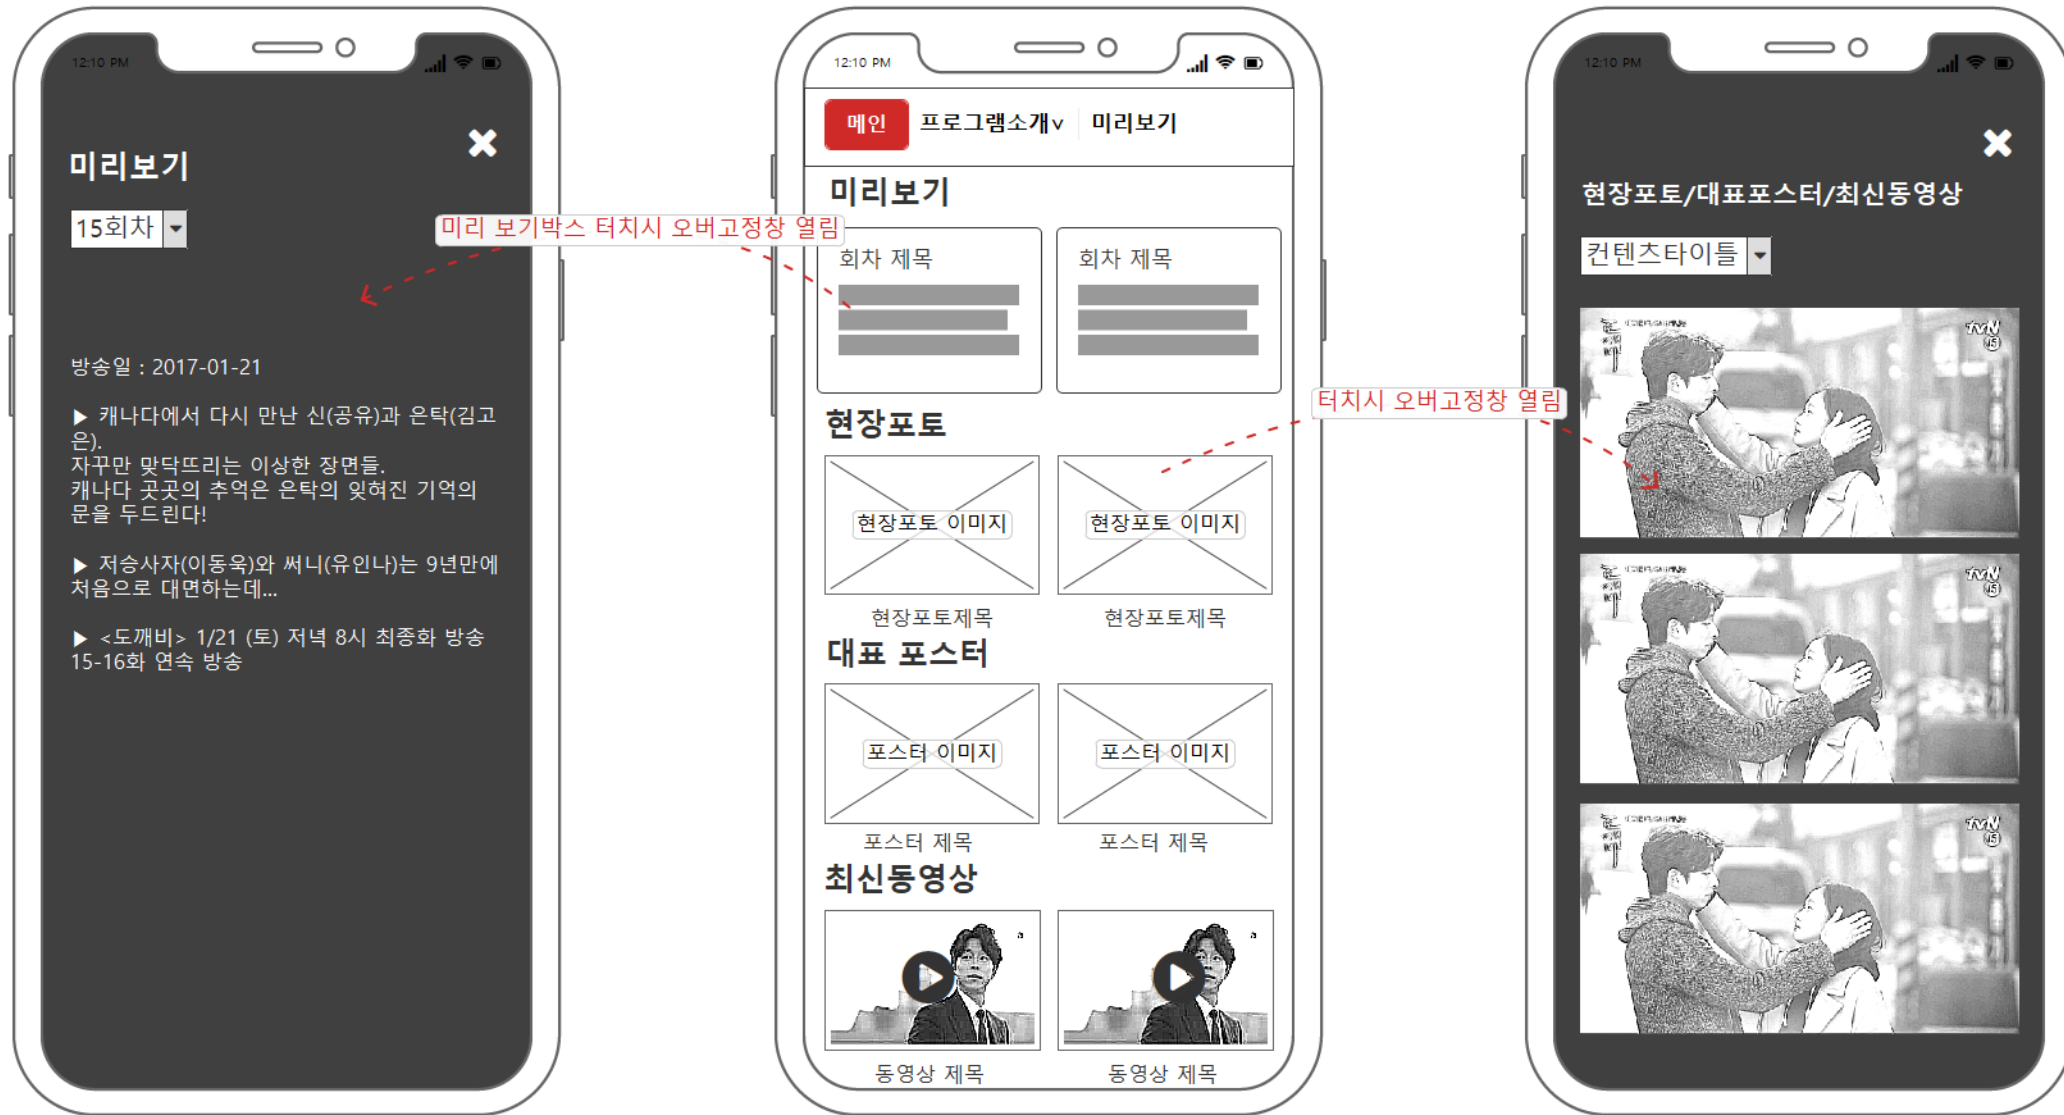 12:10 PM
미리보기
15회차
방송일 : 2017-01-21
▶ 캐나다에서 다시 만난 신(공유)과 은탁(김고
은).
자꾸만 맞닥뜨리는 이상한 장면들.
캐나다 곳곳의 추억은 은탁의 잊혀진 기억의
문을 두드린다!
▶ 저승사자(이동욱)와 써니(유인나)는 9년만에
처음으로 대면하는데...
▶ <도깨비> 1/21 (토) 저녁 8시 최종화 방송
15-16화 연속 방송
미리 보기박스 터치시 오버고정창 열림
12:10 PM
메인 프로그램소개∨ 미리보기
미리보기
회차 제목 회차 제목
현장포토
현장포토 이미지 현장포토 이미지
현장포토제목 현장포토제목
대표 포스터
포스터 이미지 포스터 이미지
포스터 제목 포스터 제목
최신동영상
동영상 제목 동영상 제목
터치시 오버고정창 열림
12:10 PM
현장포토/대표포스터/최신동영상
컨텐츠타이틀
tvN
15
tvN
15
tvN
15